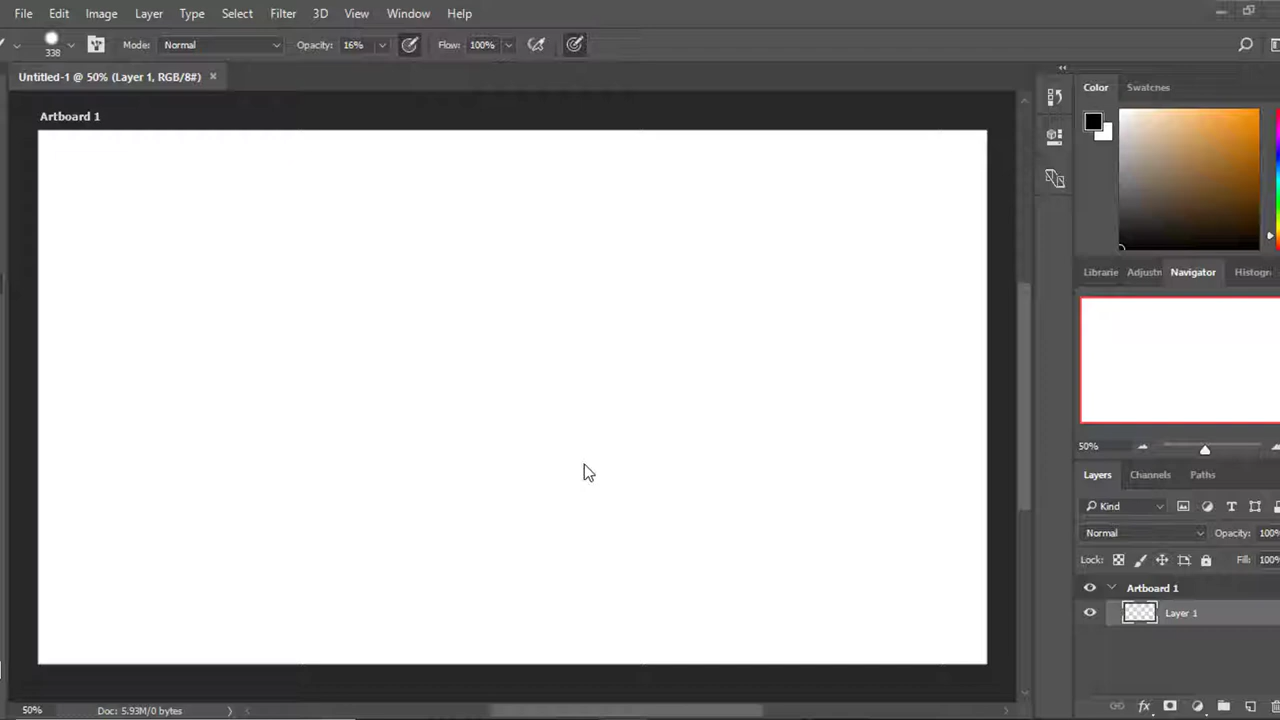 File Edit Image Layer Type Select Filter 3D View Window Help
338 Mode: Normal Opacity: 16% Flow: 100%
Untitled-1 @ 50% (Layer 1, RGB/8#) ×
Artboard 1
Color Swatches
Librarie Adjustn Navigator Histogr
50%
Layers Channels Paths
Kind
Normal Opacity: 100%
Lock: Fill: 100%
Artboard 1
Layer 1
50% Doc: 5.93M/0 bytes